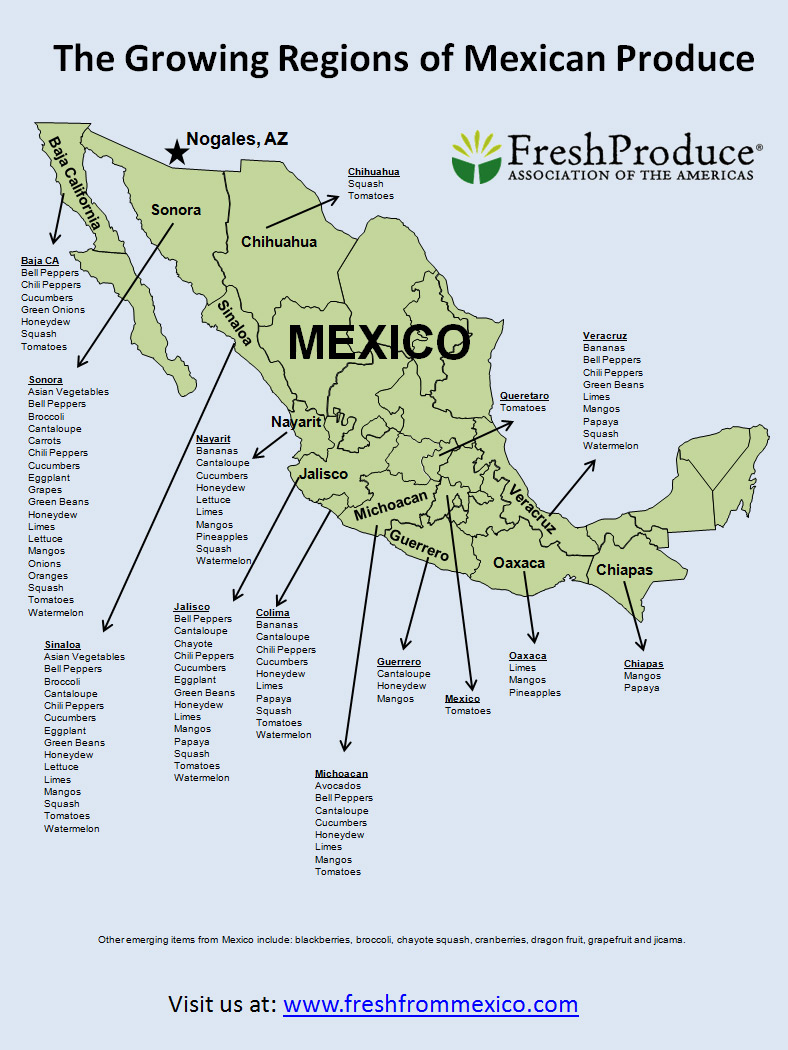 The Growing Regions of Mexican Produce
Nogales, AZ
FreshProduce®
ASSOCIATION OF THE AMERICAS
Baja California
Sonora
Chihuahua
Sinaloa
MEXICO
Nayarit
Jalisco
Michoacan
Guerrero
Veracruz
Oaxaca
Chiapas
Chihuahua
Squash
Tomatoes
Baja CA
Bell Peppers
Chili Peppers
Cucumbers
Green Onions
Honeydew
Squash
Tomatoes
Sonora
Asian Vegetables
Bell Peppers
Broccoli
Cantaloupe
Carrots
Chili Peppers
Cucumbers
Eggplant
Grapes
Green Beans
Honeydew
Limes
Lettuce
Mangos
Onions
Oranges
Squash
Tomatoes
Watermelon
Sinaloa
Asian Vegetables
Bell Peppers
Broccoli
Cantaloupe
Chili Peppers
Cucumbers
Eggplant
Green Beans
Honeydew
Lettuce
Limes
Mangos
Squash
Tomatoes
Watermelon
Nayarit
Bananas
Cantaloupe
Cucumbers
Honeydew
Lettuce
Limes
Mangos
Pineapples
Squash
Watermelon
Jalisco
Bell Peppers
Cantaloupe
Chayote
Chili Peppers
Cucumbers
Eggplant
Green Beans
Honeydew
Limes
Mangos
Papaya
Squash
Tomatoes
Watermelon
Colima
Bananas
Cantaloupe
Chili Peppers
Cucumbers
Honeydew
Limes
Papaya
Squash
Tomatoes
Watermelon
Michoacan
Avocados
Bell Peppers
Cantaloupe
Cucumbers
Honeydew
Limes
Mangos
Tomatoes
Guerrero
Cantaloupe
Honeydew
Mangos
Mexico
Tomatoes
Queretaro
Tomatoes
Veracruz
Bananas
Bell Peppers
Chili Peppers
Green Beans
Limes
Mangos
Papaya
Squash
Watermelon
Oaxaca
Limes
Mangos
Pineapples
Chiapas
Mangos
Papaya
Other emerging items from Mexico include: blackberries, broccoli, chayote squash, cranberries, dragon fruit, grapefruit and jicama.
Visit us at: www.freshfrommexico.com